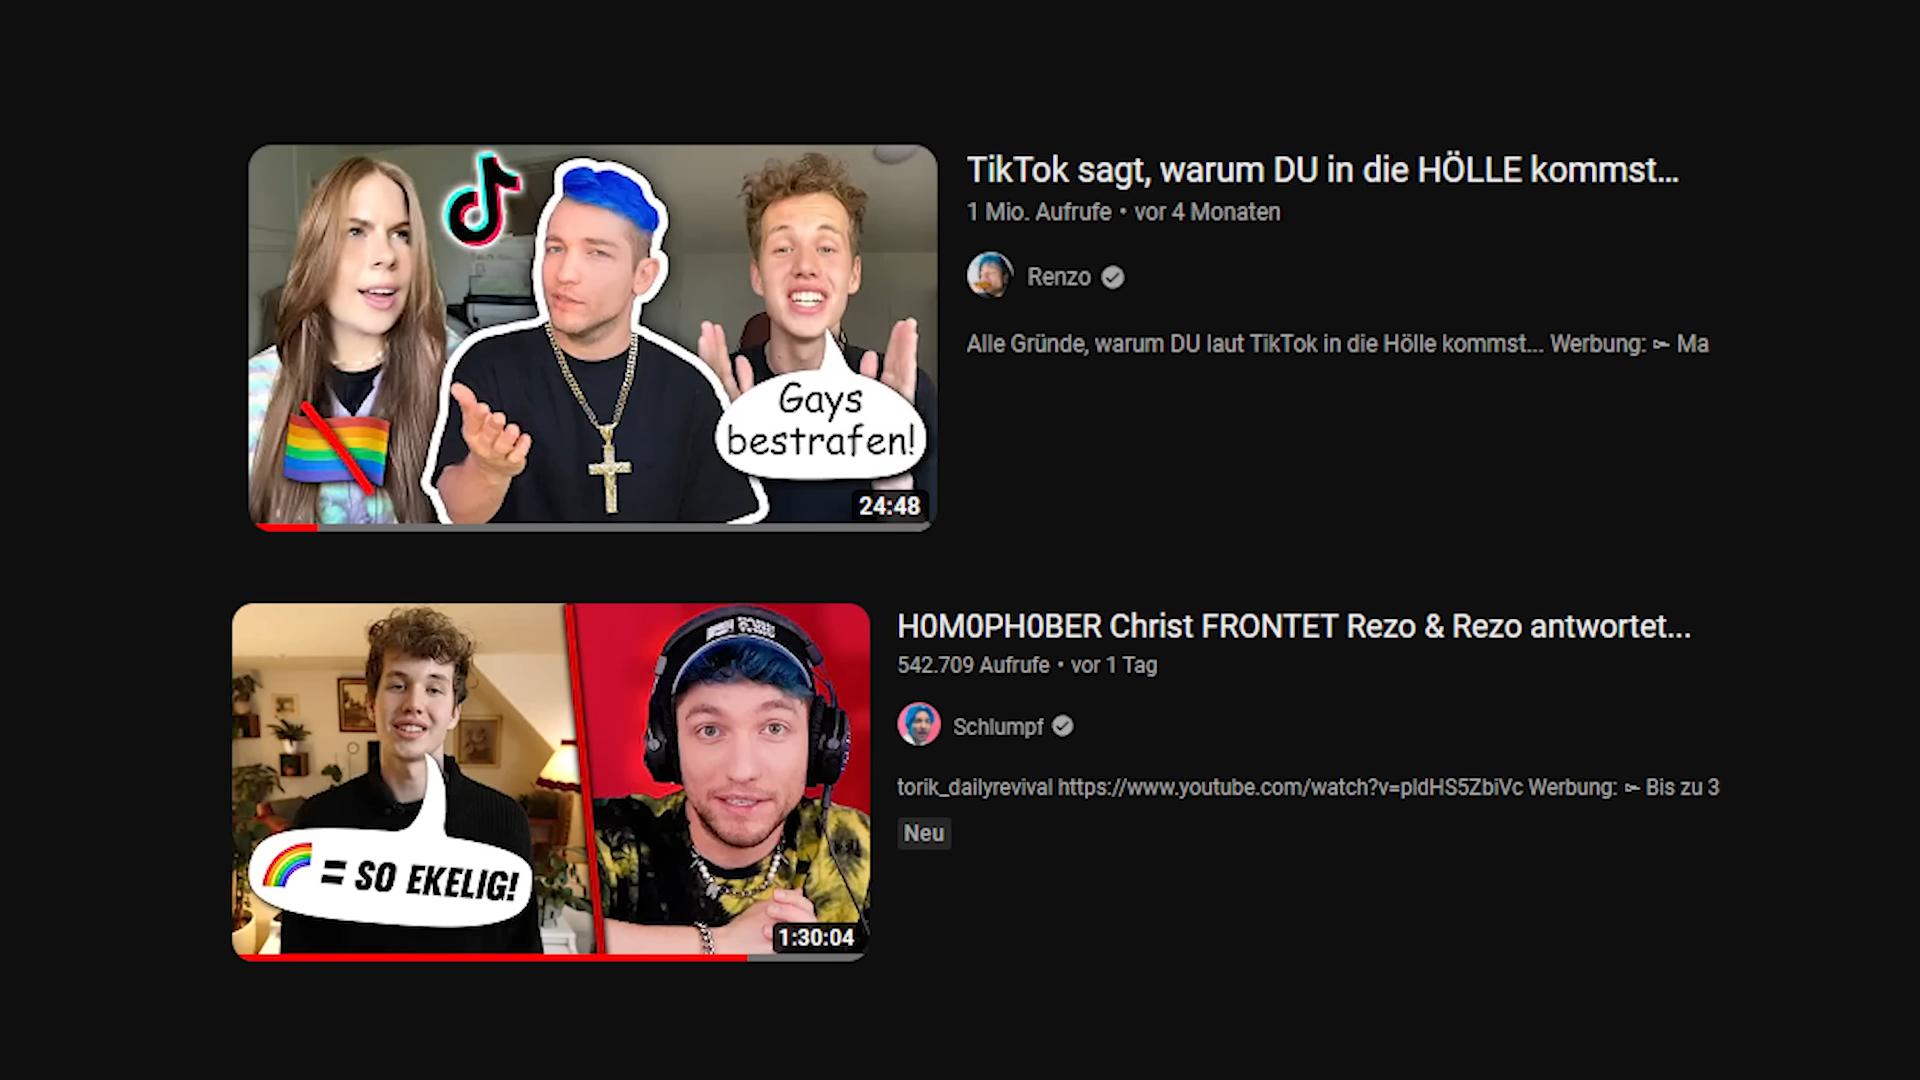 TikTok sagt, warum DU in die HÖLLE kommst...
1 Mio. Aufrufe • vor 4 Monaten
Renzo
Alle Gründe, warum DU laut TikTok in die Hölle kommst... Werbung: ► Ma
Gays
bestrafen!
24:48
H0M0PH0BER Christ FRONTET Rezo & Rezo antwortet...
542.709 Aufrufe • vor 1 Tag
Schlumpf
torik_dailyrevival https://www.youtube.com/watch?v=pldHS5ZbiVc Werbung: ► Bis zu 3
Neu
= SO EKELIG!
1:30:04